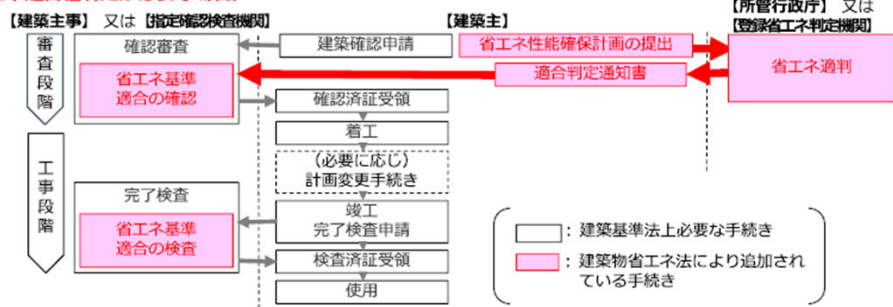 【所管行政庁】 又は
【建築主事】 又は 【指定確認検査機関】
【建築主】
【登録省エネ判定機関】
審査段階
確認審査
建築確認申請
省エネ性能確保計画の提出
省エネ適判
省エネ基準
適合の確認
適合判定通知書
確認済証受領
着工
(必要に応じ)
計画変更手続き
工事段階
完了検査
竣工
完了検査申請
省エネ基準
適合の検査
検査済証受領
使用
：建築基準法上必要な手続き
：建築物省エネ法により追加され
ている手続き